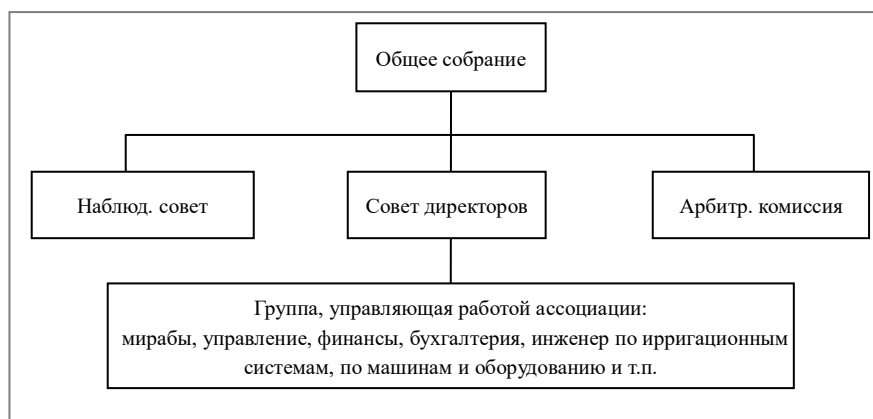 Общее собрание
Наблюд. совет
Совет директоров
Арбитр. комиссия
Группа, управляющая работой ассоциации:
мирабы, управление, финансы, бухгалтерия, инженер по ирригационным
системам, по машинам и оборудованию и т.п.